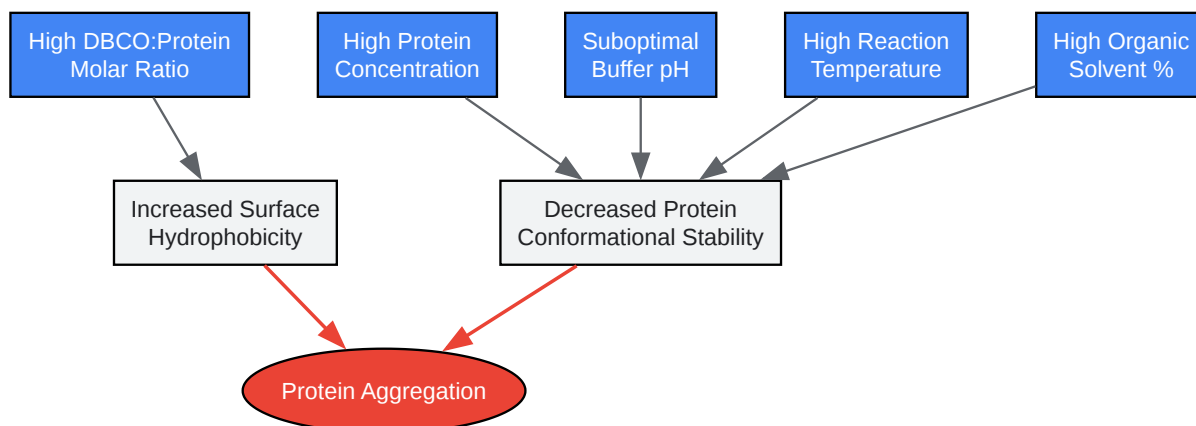 High DBCO:Protein
Molar Ratio
High Protein
Concentration
Suboptimal
Buffer pH
High Reaction
Temperature
High Organic
Solvent %
Increased Surface
Hydrophobicity
Decreased Protein
Conformational Stability
Protein Aggregation